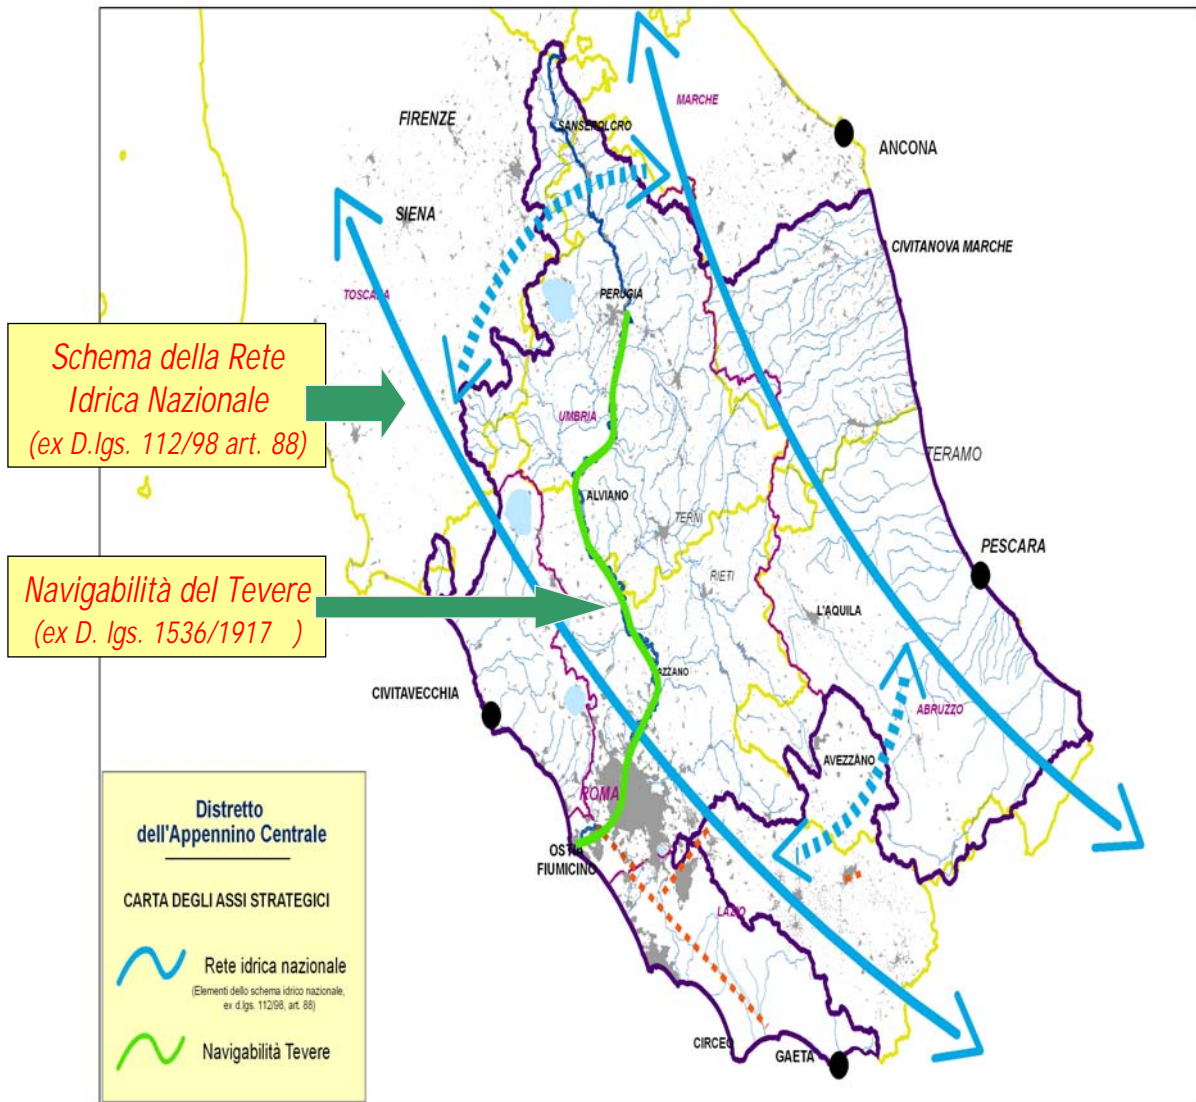 FIRENZE
SANSEPOLCRO
MARCHE
ANCONA
SIENA
CIVITANOVA MARCHE
TOSCANA
PERUGIA
Schema della Rete
Idrica Nazionale
(ex D.lgs. 112/98 art. 88)
UMBRIA
TERAMO
ALVIANO
TERNI
PESCARA
RIETI
Navigabilità del Tevere
(ex D. lgs. 1536/1917 )
L'AQUILA
AZZANO
CIVITAVECCHIA
ABRUZZO
AVEZZANO
ROMA
OSTIA
FIUMICINO
LAZIO
CIRCEO
GAETA
Distretto
dell'Appennino Centrale
CARTA DEGLI ASSI STRATEGICI
Rete idrica nazionale
(Elementi dello schema idrico nazionale,
ex d.lgs. 112/98, art. 88)
Navigabilità Tevere